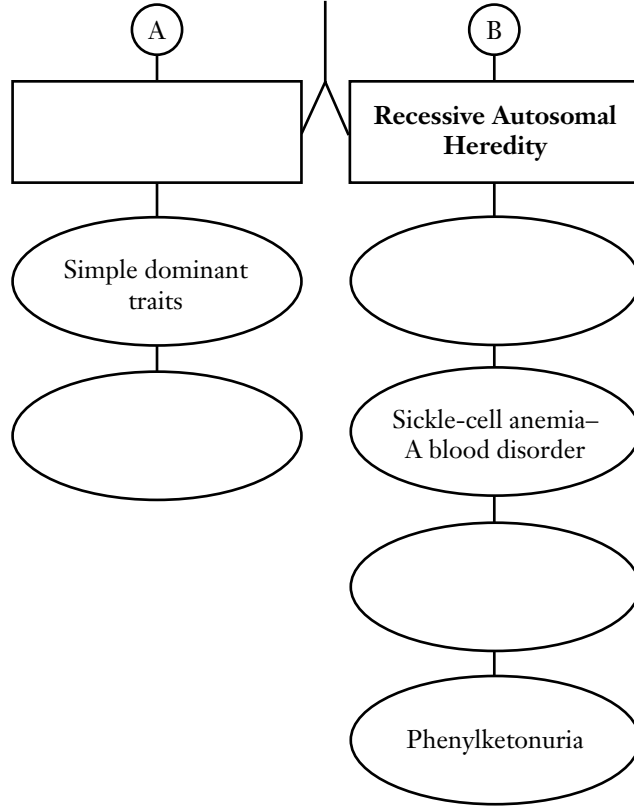 A
B
Recessive Autosomal
Heredity
Simple dominant
traits
Sickle-cell anemia–
A blood disorder
Phenylketonuria